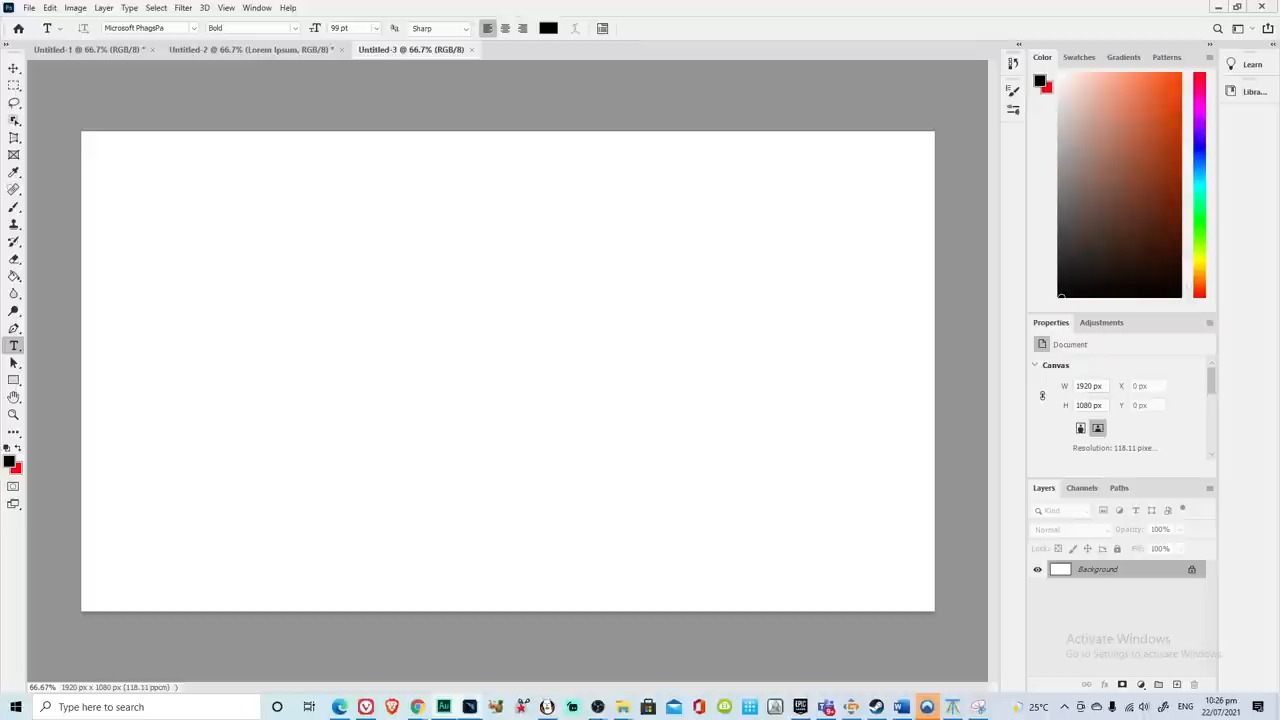 Ps File Edit Image Layer Type Select Filter 3D View Window Help
T Microsoft PhagsPa Bold 99 pt Sharp
Untitled-1 @ 66.7% (RGB/8) * × Untitled-2 @ 66.7% (Lorem Ipsum, RGB/8) * × Untitled-3 @ 66.7% (RGB/8) ×
Color Swatches Gradients Patterns
Learn
Libra...
Properties Adjustments
Document
Canvas
W 1920 px X 0 px
H 1080 px Y 0 px
Resolution: 118.11 pixe...
Layers Channels Paths
Kind
Normal Opacity: 100%
Lock: Fill: 100%
Background
Activate Windows
Go to Settings to activate Windows.
66.67% 1920 px x 1080 px (118.11 ppcm)
Type here to search
25°C
10:26 pm
22/07/2021